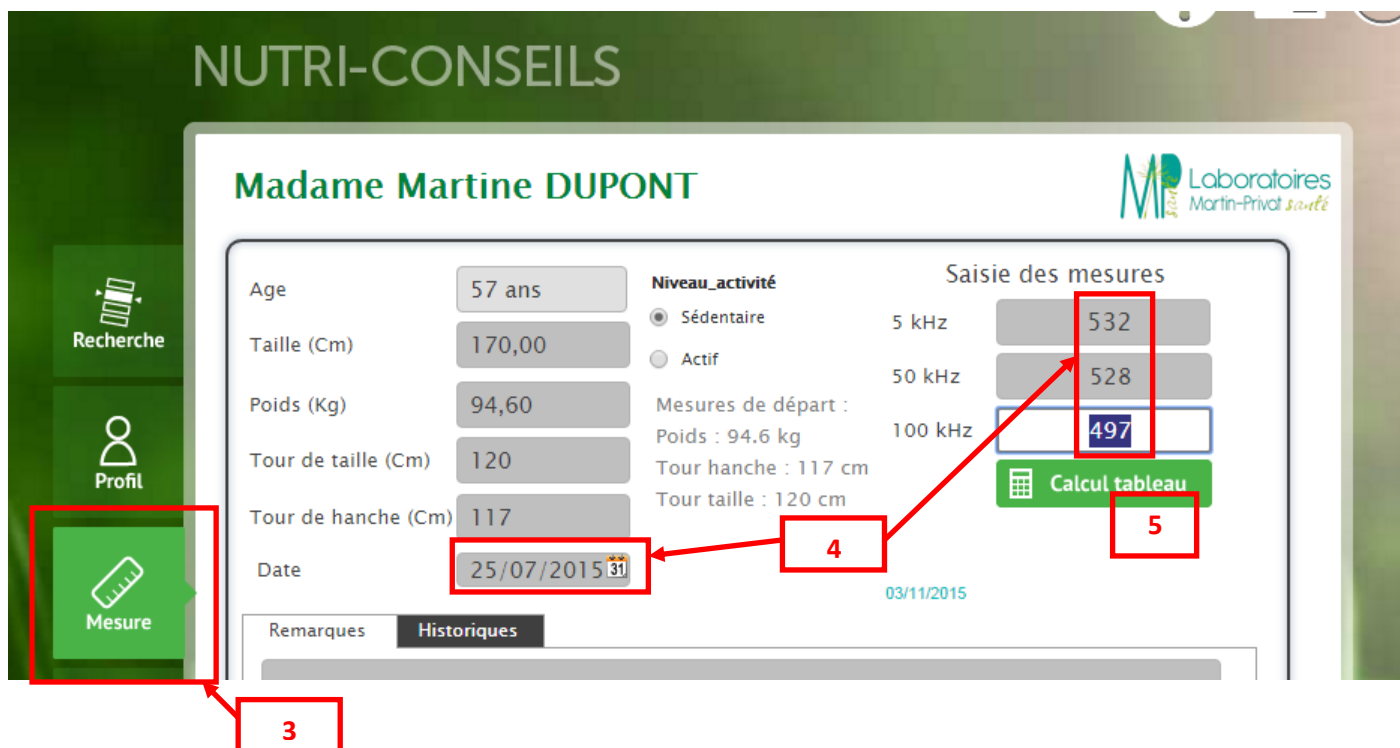 NUTRI-CONSEILS
Madame Martine DUPONT
MP
santé
Laboratoires
Martin-Privat santé
Recherche
Profil
Mesure
Age
57 ans
Taille (Cm)
170,00
Poids (Kg)
94,60
Tour de taille (Cm)
120
Tour de hanche (Cm)
117
Date
25/07/2015
31
Niveau_activité
Sédentaire
Actif
Mesures de départ :
Poids : 94.6 kg
Tour hanche : 117 cm
Tour taille : 120 cm
Saisie des mesures
5 kHz
532
50 kHz
528
100 kHz
497
Calcul tableau
5
4
03/11/2015
Remarques
Historiques
3